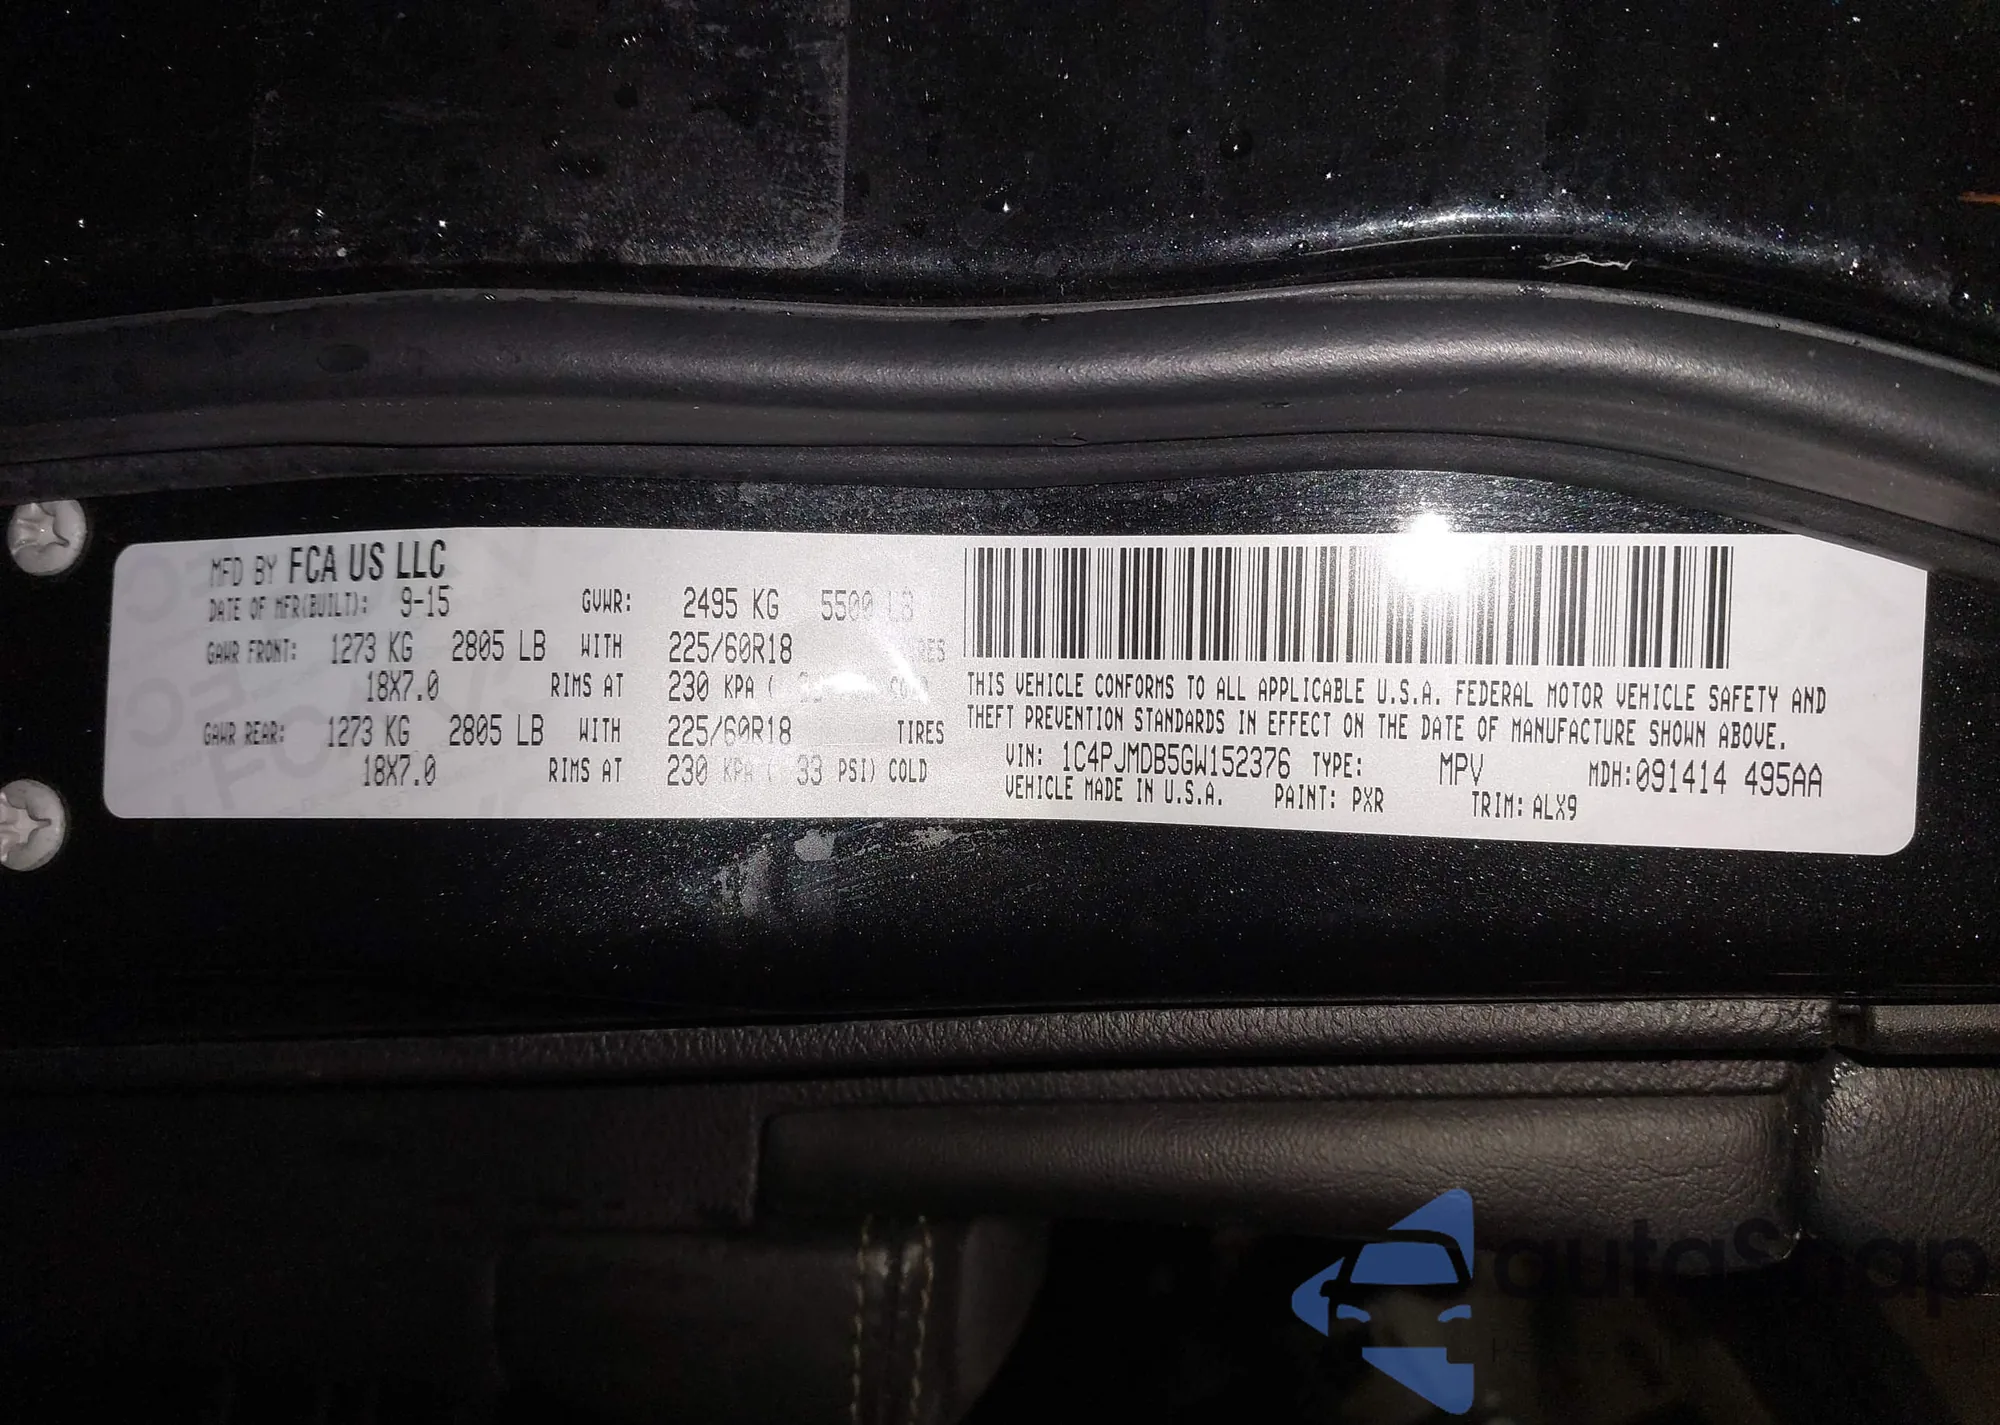 MFD BY FCA US LLC
DATE OF MFR(BUILT): 9-15 GVWR: 2495 KG 5500 LB
GAWR FRONT: 1273 KG 2805 LB WITH 225/60R18
18X7.0 RIMS AT 230 KPA ( COLD
GAWR REAR: 1273 KG 2805 LB WITH 225/60R18 TIRES
18X7.0 RIMS AT 230 KPA ( 33 PSI) COLD
THIS VEHICLE CONFORMS TO ALL APPLICABLE U.S.A. FEDERAL MOTOR VEHICLE SAFETY AND
THEFT PREVENTION STANDARDS IN EFFECT ON THE DATE OF MANUFACTURE SHOWN ABOVE.
VIN: 1C4PJMDB5GW152376 TYPE: MPV MDH:091414 495AA
VEHICLE MADE IN U.S.A. PAINT: PXR TRIM: ALX9
autaSnap